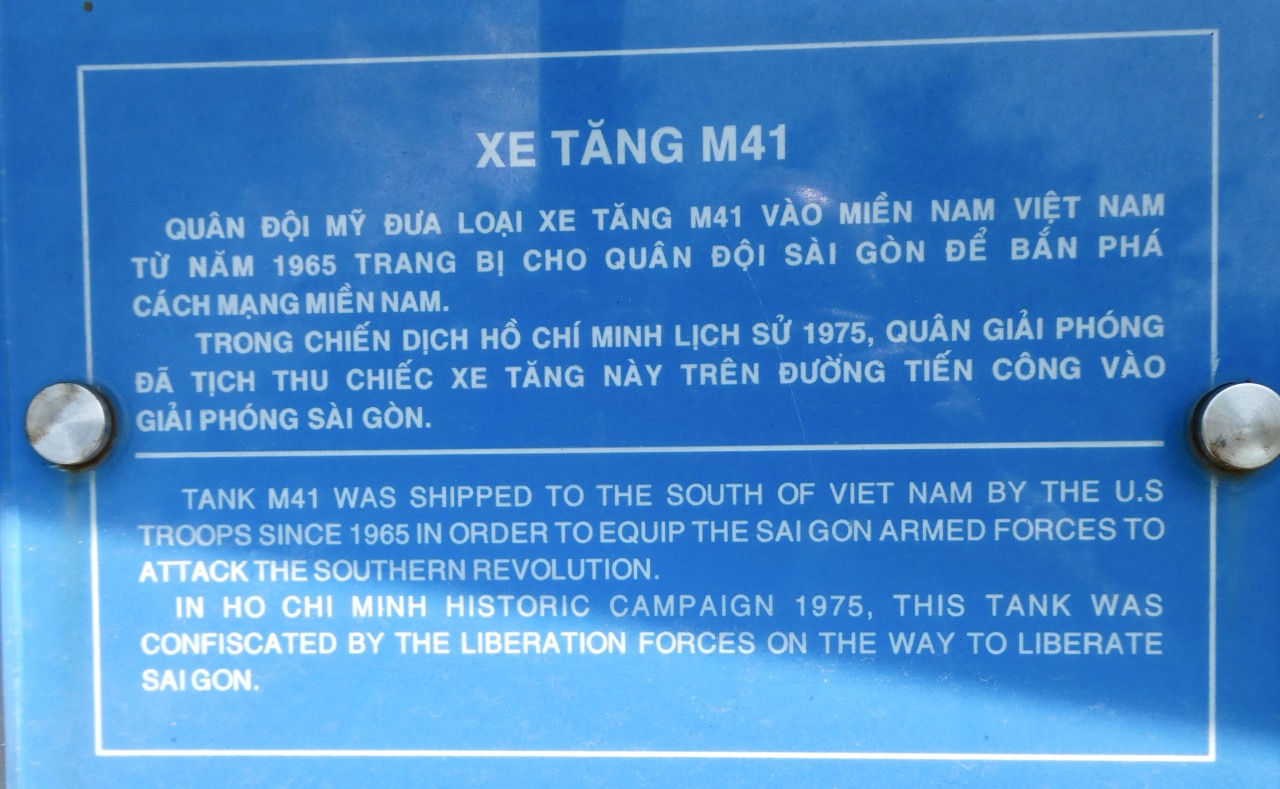 XE TĂNG M41
QUÂN ĐỘI MỸ ĐƯA LOẠI XE TĂNG M41 VÀO MIỀN NAM VIỆT NAM
TỪ NĂM 1965 TRANG BỊ CHO QUÂN ĐỘI SÀI GÒN ĐỂ BẮN PHÁ
CÁCH MẠNG MIỀN NAM.
TRONG CHIẾN DỊCH HỒ CHÍ MINH LỊCH SỬ 1975, QUÂN GIẢI PHÓNG
ĐÃ TỊCH THU CHIẾC XE TĂNG NÀY TRÊN ĐƯỜNG TIẾN CÔNG VÀO
GIẢI PHÓNG SÀI GÒN.
TANK M41 WAS SHIPPED TO THE SOUTH OF VIET NAM BY THE U.S
TROOPS SINCE 1965 IN ORDER TO EQUIP THE SAI GON ARMED FORCES TO
ATTACK THE SOUTHERN REVOLUTION.
IN HO CHI MINH HISTORIC CAMPAIGN 1975, THIS TANK WAS
CONFISCATED BY THE LIBERATION FORCES ON THE WAY TO LIBERATE
SAI GON.